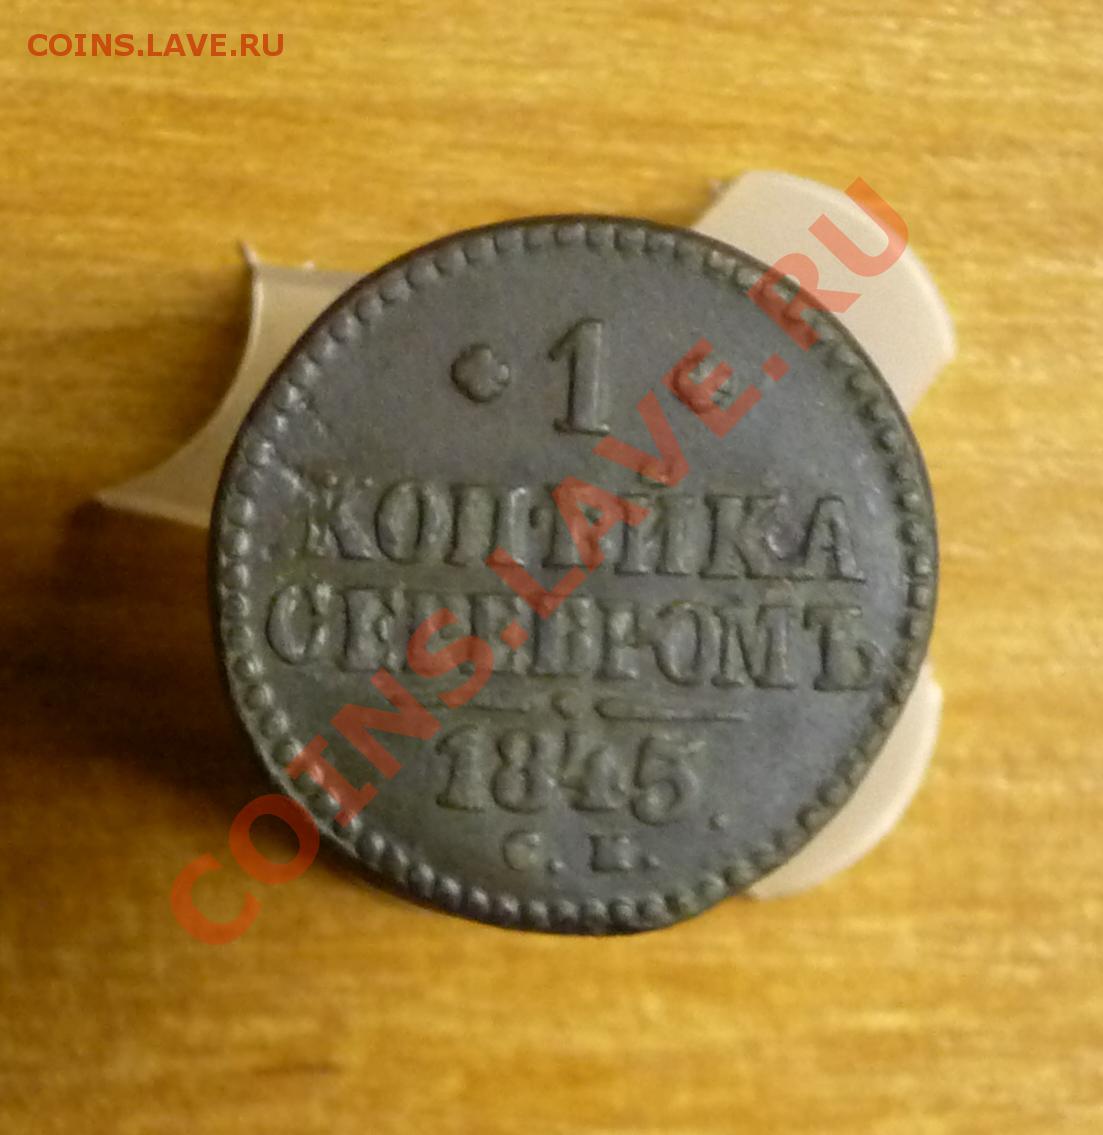 COINS.LAVE.RU
1
КОПѢЙКА
СЕРЕБРОМЪ
1845.
С. М.
COINS.LAVE.RU